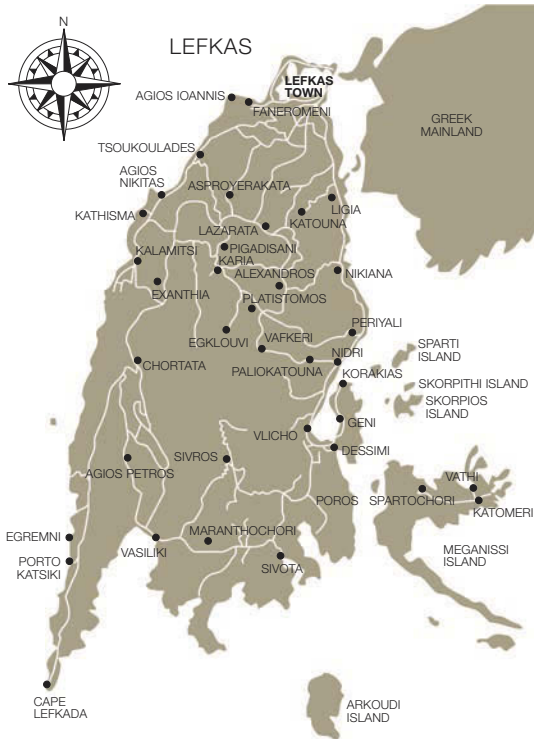 N
LEFKAS
LEFKAS
TOWN
AGIOS IOANNIS
FANEROMENI
GREEK
MAINLAND
TSOUKOULADES
AGIOS
NIKITAS
ASPROYERAKATA
LIGIA
KATHISMA
KATOUNA
LAZARATA
PIGADISANI
KALAMITSI
KARIA
ALEXANDROS
NIKIANA
EXANTHIA
PLATISTOMOS
PERIYALI
EGKLOUVI
VAFKERI
SPARTI
ISLAND
NIDRI
CHORTATA
PALIOKATOUNA
KORAKIAS
SKORPITHI ISLAND
SKORPIOS
ISLAND
GENI
VLICHO
DESSIMI
SIVROS
AGIOS PETROS
VATHI
POROS
SPARTOCHORI
KATOMERI
EGREMNI
MARANTHOCHORI
VASILIKI
MEGANISSI
ISLAND
PORTO
KATSIKI
SIVOTA
CAPE
LEFKADA
ARKOUDI
ISLAND